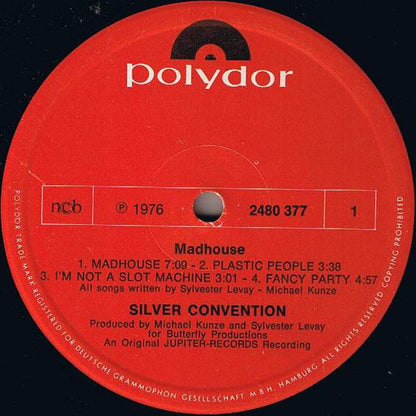 polydor
ncb
℗ 1976
2480 377
1
Madhouse
1. MADHOUSE 7:09 - 2. PLASTIC PEOPLE 3:38
3. I'M NOT A SLOT MACHINE 3:01 - 4. FANCY PARTY 4:57
All songs written by Sylvester Levay - Michael Kunze
SILVER CONVENTION
Produced by Michael Kunze and Sylvester Levay
for Butterfly Productions
An Original JUPITER-RECORDS Recording
POLYDOR TRADE MARK REGISTERED FOR DEUTSCHE GRAMMOPHON GESELLSCHAFT M B H, HAMBURG ALL RIGHTS RESERVED COPYING PROHIBITED